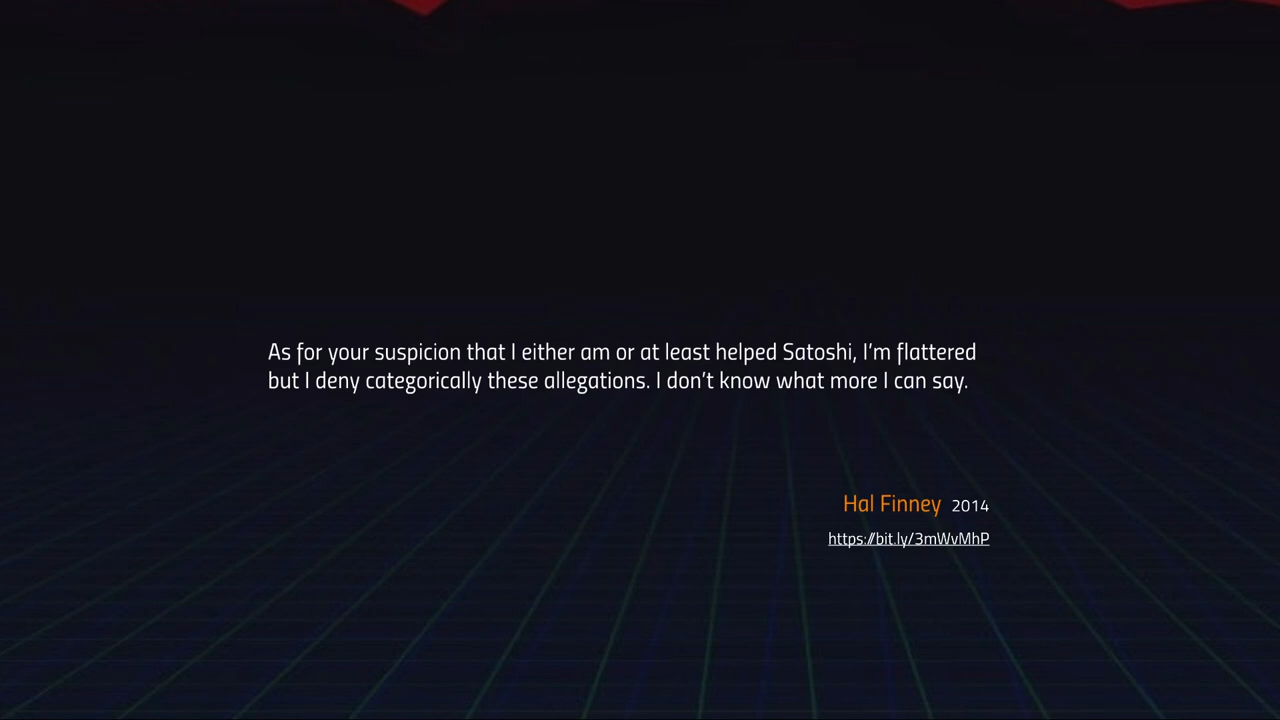 As for your suspicion that I either am or at least helped Satoshi, I'm flattered
but I deny categorically these allegations. I don't know what more I can say.
Hal Finney 2014
https://bit.ly/3mWvMhP